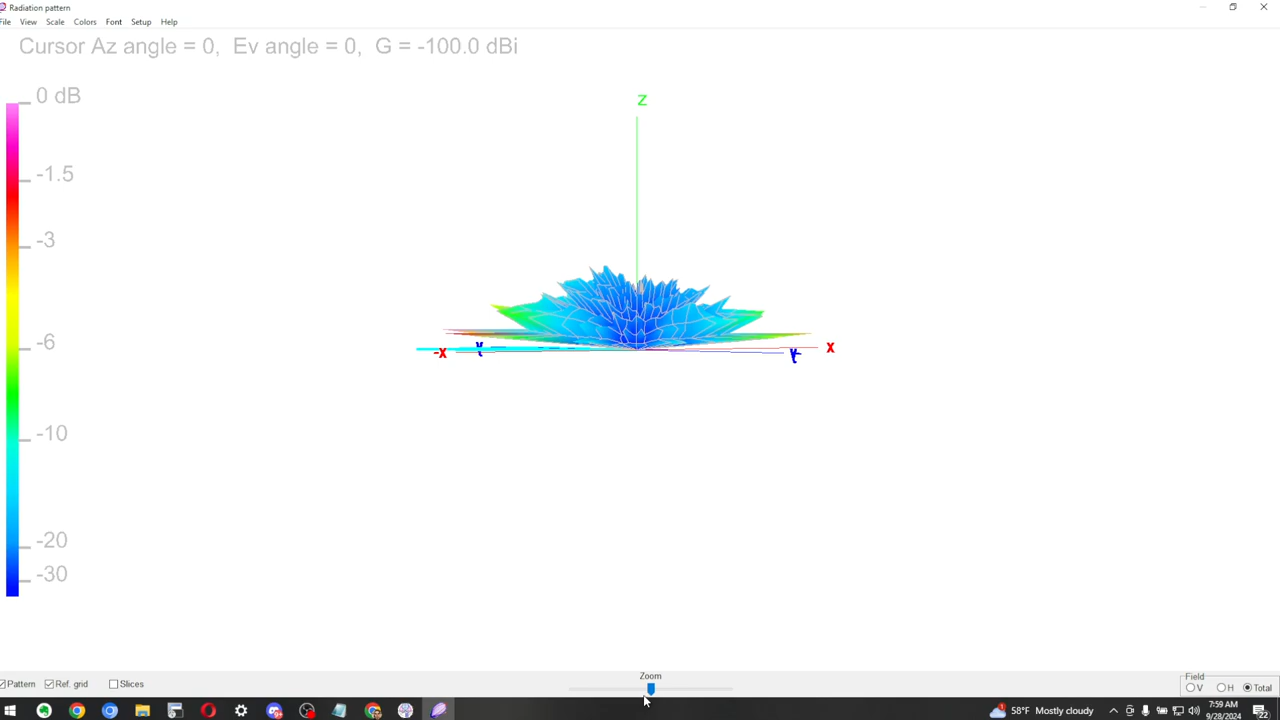 Radiation pattern
File View Scale Colors Font Setup Help
Cursor Az angle = 0, Ev angle = 0, G = -100.0 dBi
0 dB
-1.5
-3
-6
-10
-20
-30
Z
-X
Y
X
Zoom
Pattern Ref. grid Slices
Field
V H Total
58°F Mostly cloudy
7:59 AM
9/28/2024
22